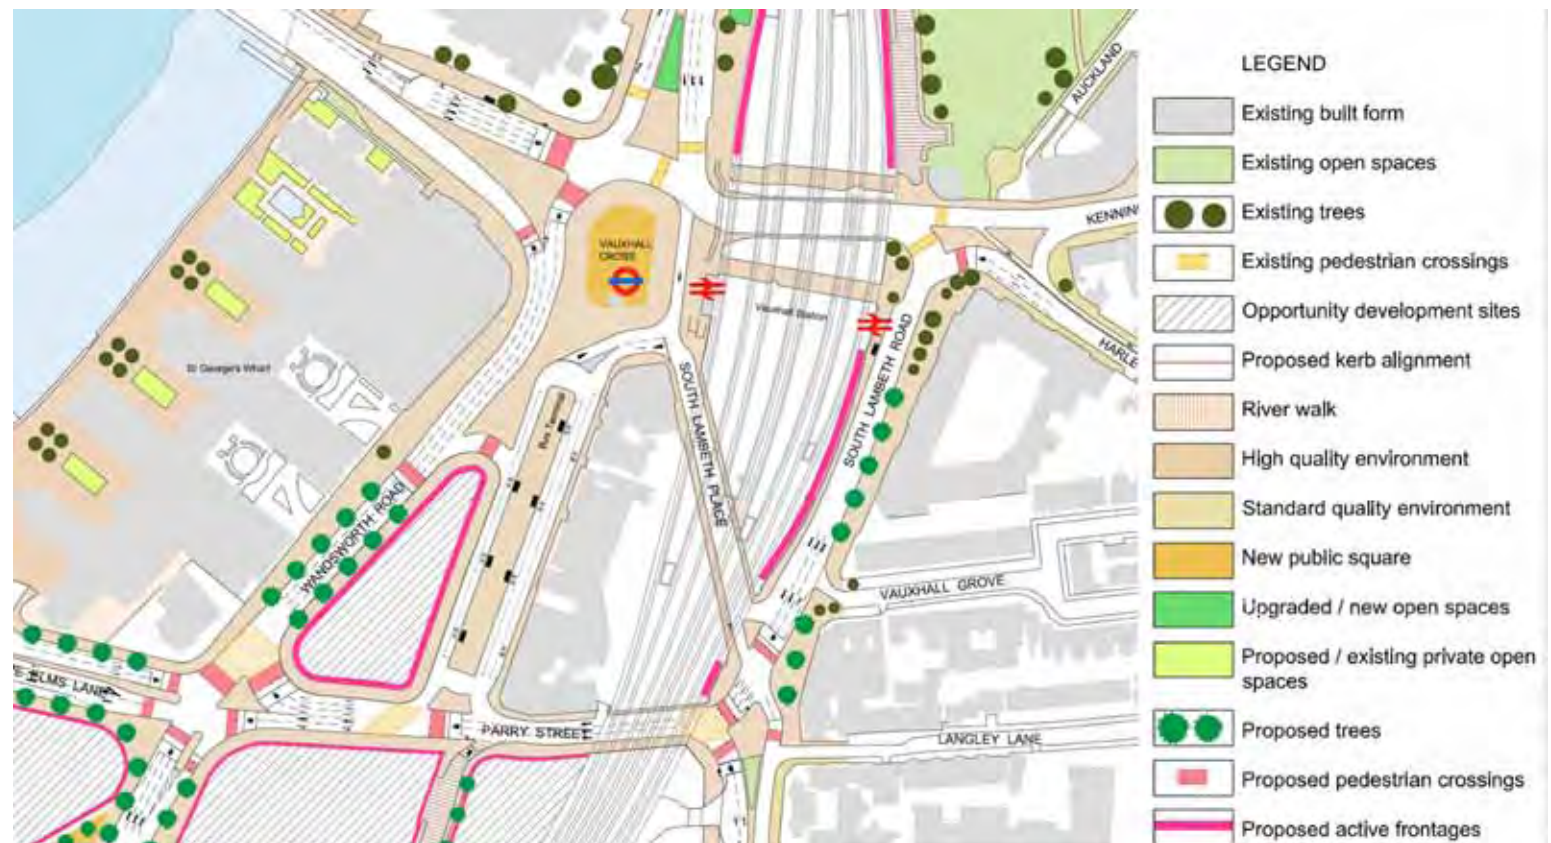 AUCKLAND
VAUXHALL
CROSS
KENNIN
Vauxhall Station
HARLE
St George's Wharf
SOUTH LAMBETH ROAD
Bus Terminal
SOUTH LAMBETH PLACE
WANDSWORTH ROAD
VAUXHALL GROVE
E ELMS LANE
PARRY STREET
LANGLEY LANE
LEGEND
Existing built form
Existing open spaces
Existing trees
Existing pedestrian crossings
Opportunity development sites
Proposed kerb alignment
River walk
High quality environment
Standard quality environment
New public square
Upgraded / new open spaces
Proposed / existing private open
spaces
Proposed trees
Proposed pedestrian crossings
Proposed active frontages